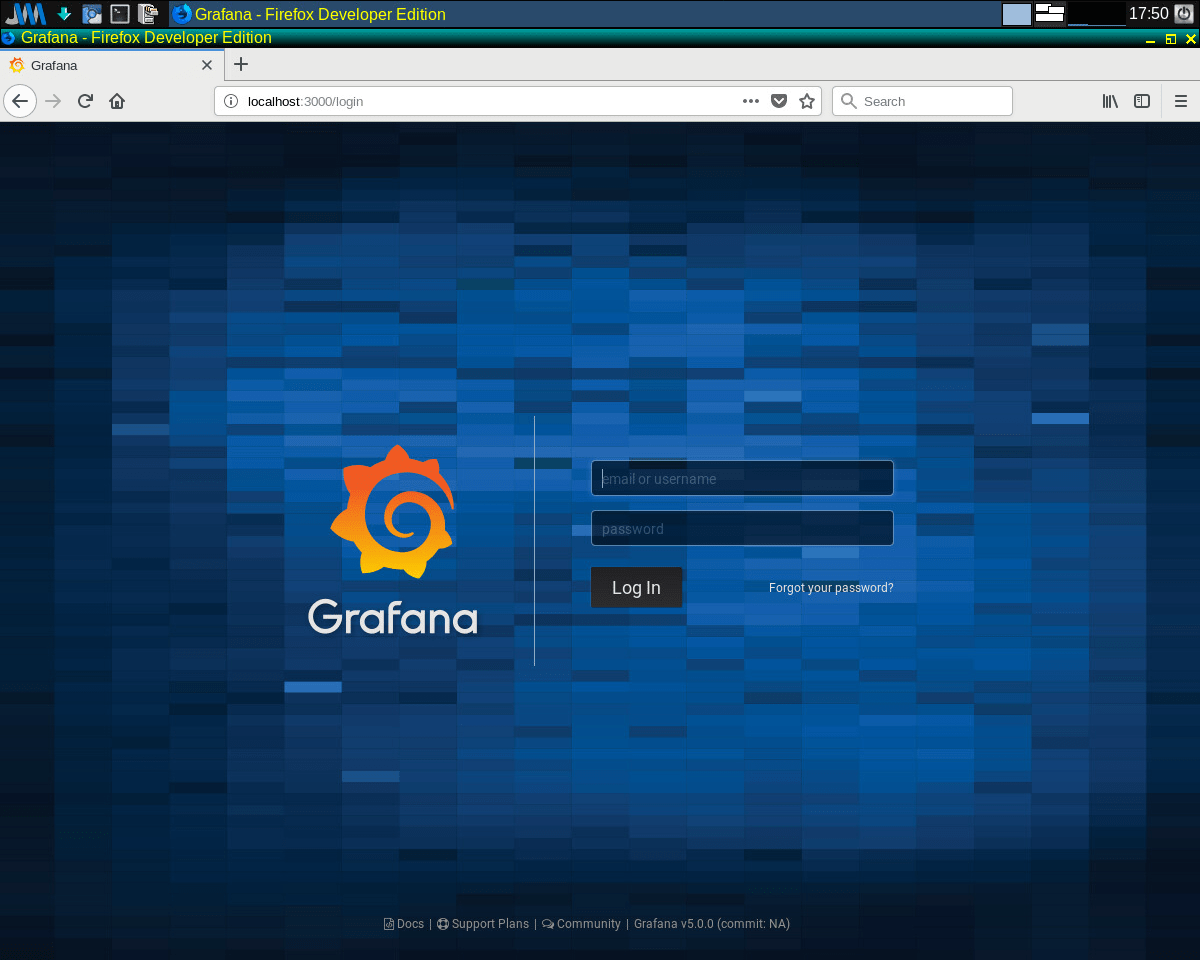 Grafana - Firefox Developer Edition
17:50
Grafana - Firefox Developer Edition
Grafana
localhost:3000/login
Search
email or username
password
Log In
Forgot your password?
Grafana
Docs | Support Plans | Community | Grafana v5.0.0 (commit: NA)